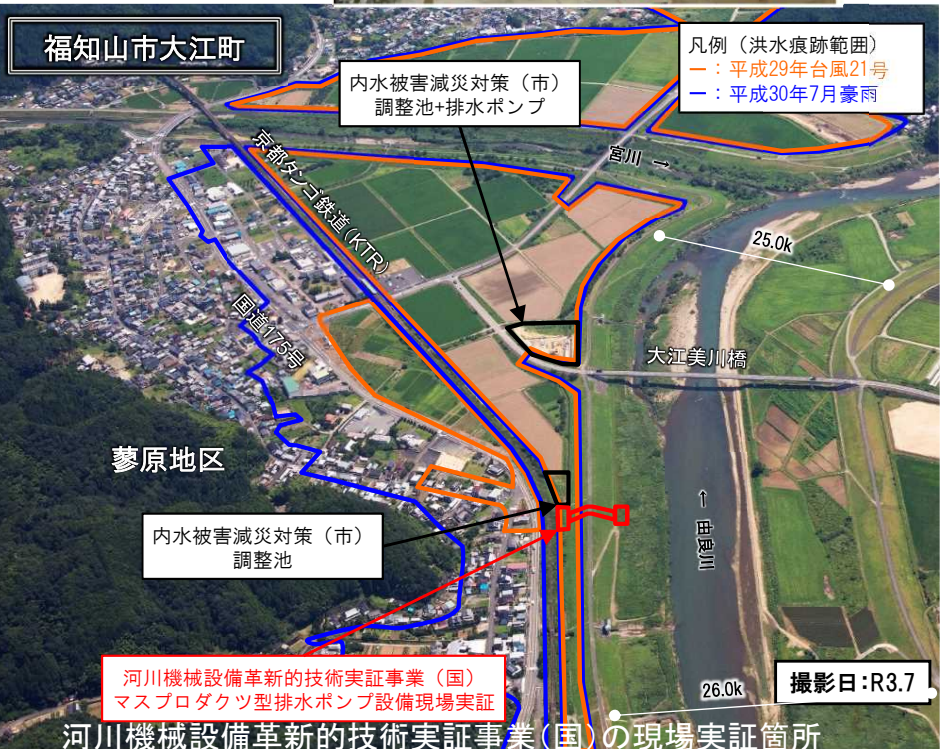 福知山市大江町
凡例（洪水痕跡範囲）
ー：平成29年台風21号
ー：平成30年7月豪雨
内水被害減災対策（市）
調整池+排水ポンプ
宮川 →
京都タンゴ鉄道(KTR)
25.0k
国道175号
大江美川橋
蓼原地区
↑ 由良川
内水被害減災対策（市）
調整池
河川機械設備革新的技術実証事業（国）
マスプロダクツ型排水ポンプ設備現場実証
26.0k
撮影日:R3.7
河川機械設備革新的技術実証事業(国)の現場実証箇所